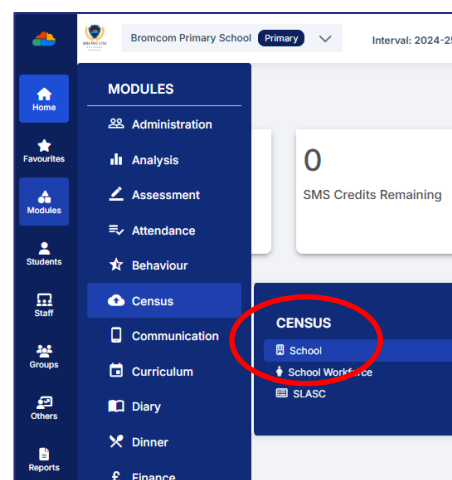 Bromcom Primary School Primary
Interval: 2024-25
Home
Favourites
Modules
Students
Staff
Groups
Others
Reports
MODULES
Administration
Analysis
Assessment
Attendance
Behaviour
Census
Communication
Curriculum
Diary
Dinner
Finance
0
SMS Credits Remaining
CENSUS
School
School Workforce
SLASC